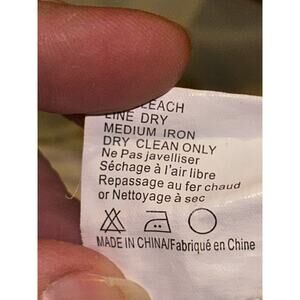 LEACH
LINE DRY
MEDIUM IRON
DRY CLEAN ONLY
Ne Pas javelliser
Séchage à l'air libre
Repassage au fer chaud
or Nettoyage à sec
MADE IN CHINA/Fabriqué en Chine